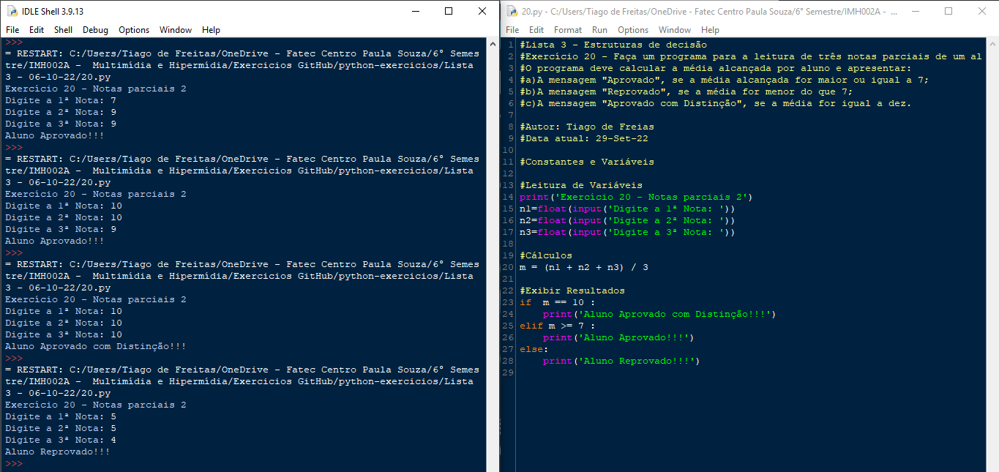 IDLE Shell 3.9.13
File Edit Shell Debug Options Window Help
>>>
= RESTART: C:/Users/Tiago de Freitas/OneDrive - Fatec Centro Paula Souza/6° Semes
tre/IMH002A -  Multimídia e Hipermídia/Exercicios GitHub/python-exercicios/Lista
3 - 06-10-22/20.py
Exercício 20 - Notas parciais 2
Digite a 1ª Nota: 7
Digite a 2ª Nota: 9
Digite a 3ª Nota: 9
Aluno Aprovado!!!
>>>
= RESTART: C:/Users/Tiago de Freitas/OneDrive - Fatec Centro Paula Souza/6° Semes
tre/IMH002A -  Multimídia e Hipermídia/Exercicios GitHub/python-exercicios/Lista
3 - 06-10-22/20.py
Exercício 20 - Notas parciais 2
Digite a 1ª Nota: 10
Digite a 2ª Nota: 10
Digite a 3ª Nota: 9
Aluno Aprovado!!!
>>>
= RESTART: C:/Users/Tiago de Freitas/OneDrive - Fatec Centro Paula Souza/6° Semes
tre/IMH002A -  Multimídia e Hipermídia/Exercicios GitHub/python-exercicios/Lista
3 - 06-10-22/20.py
Exercício 20 - Notas parciais 2
Digite a 1ª Nota: 10
Digite a 2ª Nota: 10
Digite a 3ª Nota: 10
Aluno Aprovado com Distinção!!!
>>>
= RESTART: C:/Users/Tiago de Freitas/OneDrive - Fatec Centro Paula Souza/6° Semes
tre/IMH002A -  Multimídia e Hipermídia/Exercicios GitHub/python-exercicios/Lista
3 - 06-10-22/20.py
Exercício 20 - Notas parciais 2
Digite a 1ª Nota: 5
Digite a 2ª Nota: 5
Digite a 3ª Nota: 4
Aluno Reprovado!!!
>>>
20.py - C:/Users/Tiago de Freitas/OneDrive - Fatec Centro Paula Souza/6° Semestre/IMH002A - ...
File Edit Format Run Options Window Help
1 #Lista 3 - Estruturas de decisão
2 #Exercício 20 - Faça um programa para a leitura de três notas parciais de um al
3 #O programa deve calcular a média alcançada por aluno e apresentar:
4 #a)A mensagem "Aprovado", se a média alcançada for maior ou igual a 7;
5 #b)A mensagem "Reprovado", se a média for menor do que 7;
6 #c)A mensagem "Aprovado com Distinção", se a média for igual a dez.
7
8 #Autor: Tiago de Freias
9 #Data atual: 29-Set-22
10
11 #Constantes e Variáveis
12
13 #Leitura de Variáveis
14 print('Exercício 20 - Notas parciais 2')
15 n1=float(input('Digite a 1ª Nota: '))
16 n2=float(input('Digite a 2ª Nota: '))
17 n3=float(input('Digite a 3ª Nota: '))
18
19 #Cálculos
20 m = (n1 + n2 + n3) / 3
21
22 #Exibir Resultados
23 if  m == 10 :
24     print('Aluno Aprovado com Distinção!!!')
25 elif m >= 7 :
26     print('Aluno Aprovado!!!')
27 else:
28     print('Aluno Reprovado!!!')
29